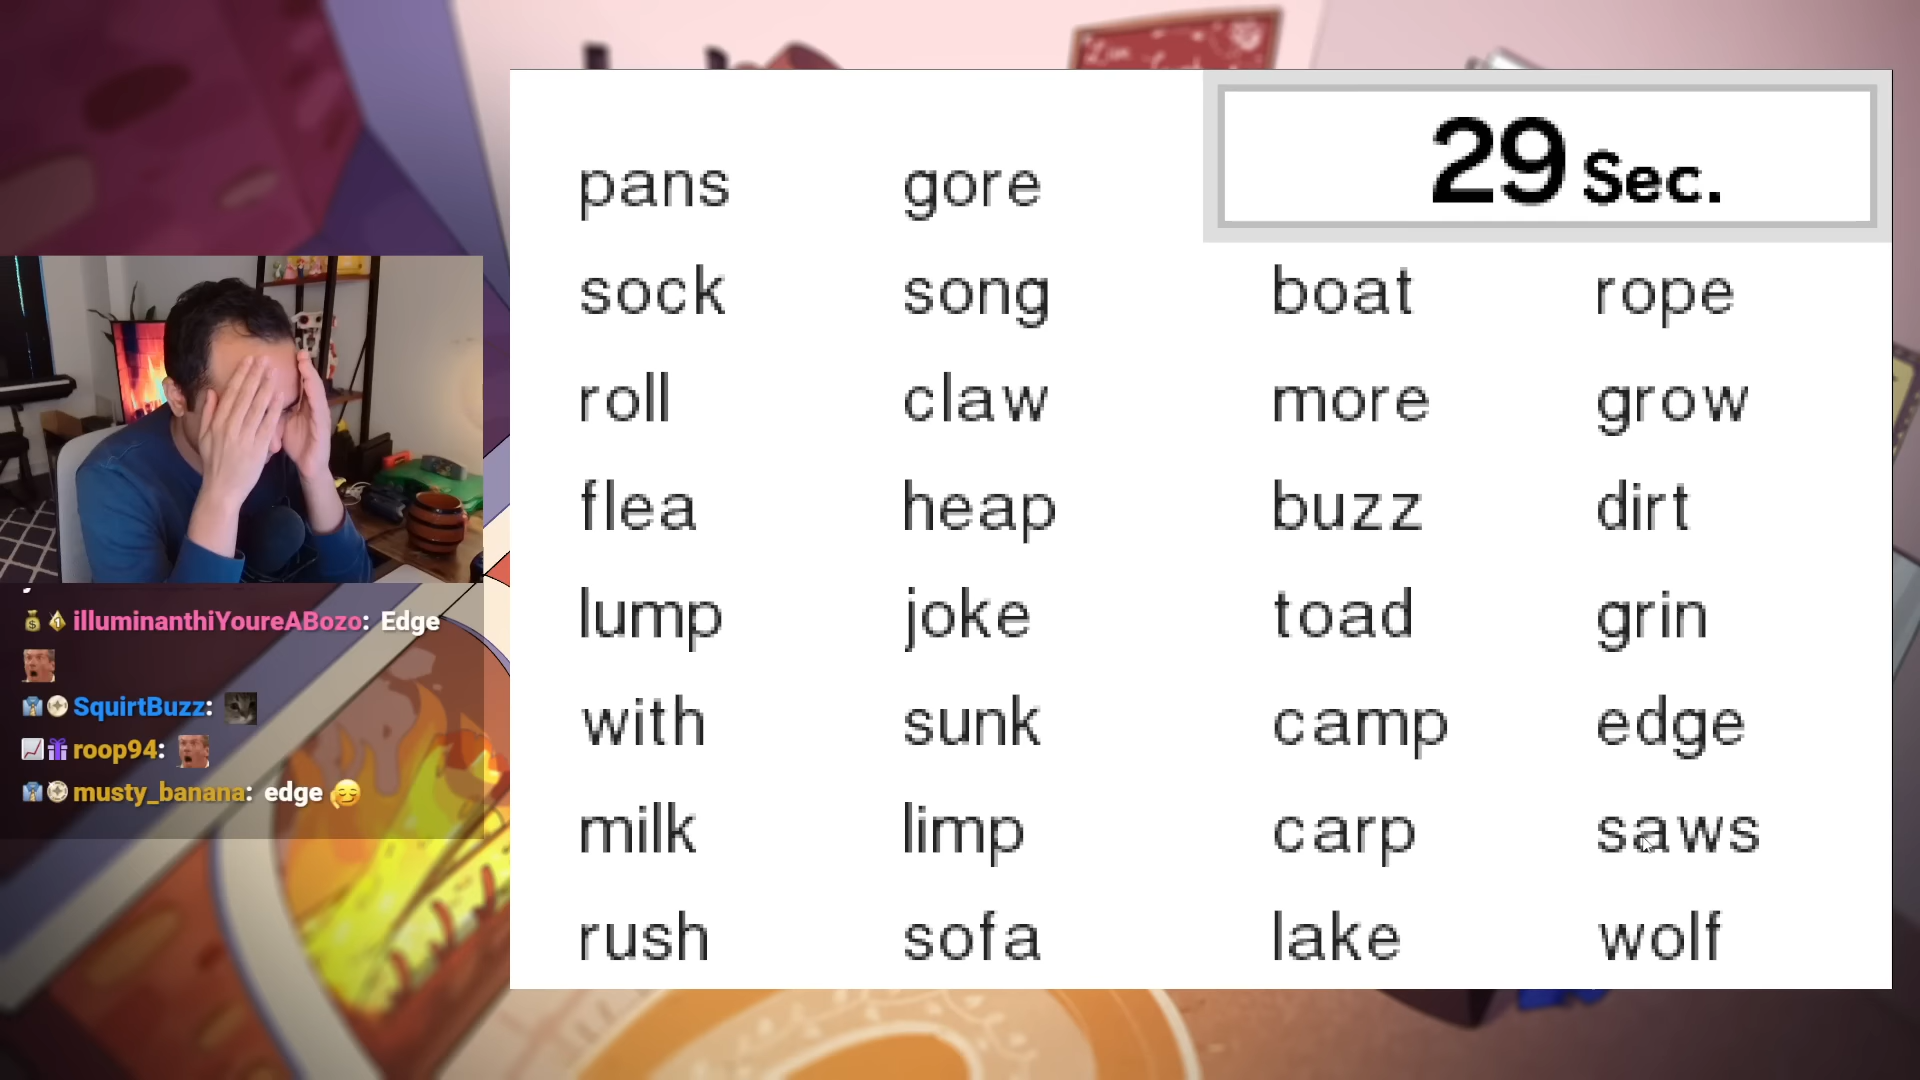 29 Sec.
pans gore
sock song boat rope
roll claw more grow
flea heap buzz dirt
lump joke toad grin
with sunk camp edge
milk limp carp saws
rush sofa lake wolf
illuminanthiYoureABozo: Edge
SquirtBuzz:
roop94:
musty_banana: edge